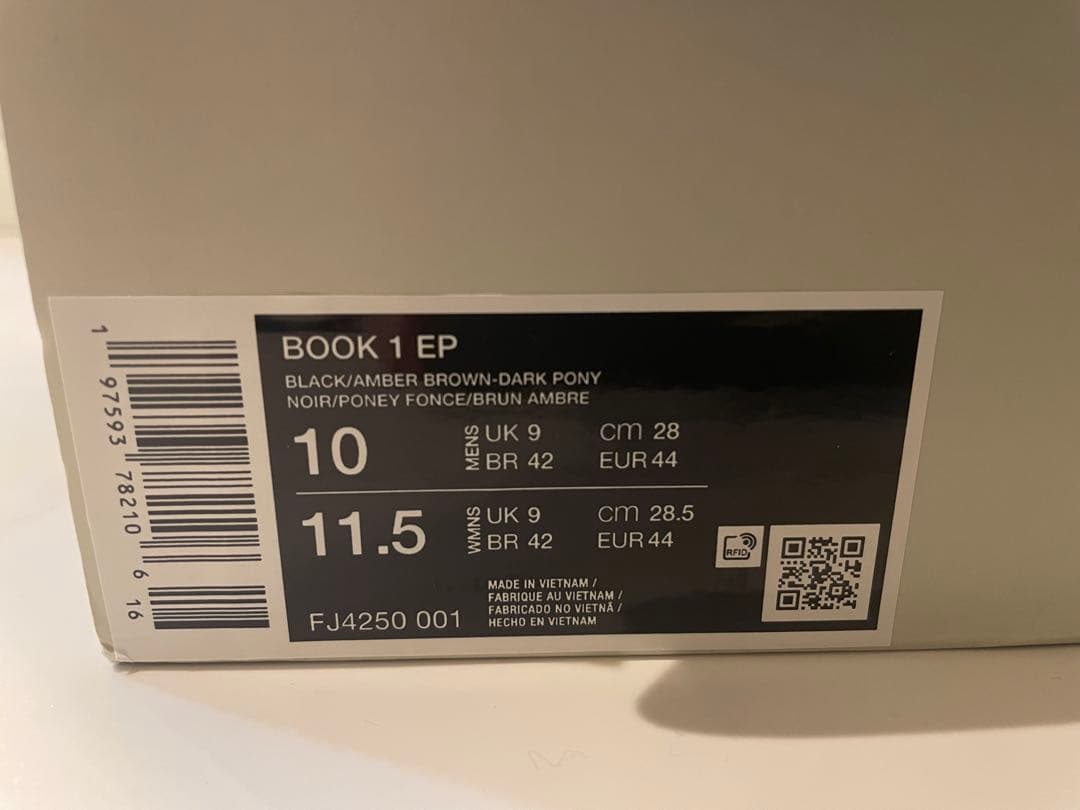 1 97593 78210 6 16
BOOK 1 EP
BLACK/AMBER BROWN-DARK PONY
NOIR/PONEY FONCE/BRUN AMBRE
10
MENS
UK 9 cm 28
BR 42 EUR 44
11.5
WMNS
UK 9 cm 28.5
BR 42 EUR 44
RFID
FJ4250 001
MADE IN VIETNAM /
FABRIQUE AU VIETNAM /
FABRICADO NO VIETNÃ /
HECHO EN VIETNAM